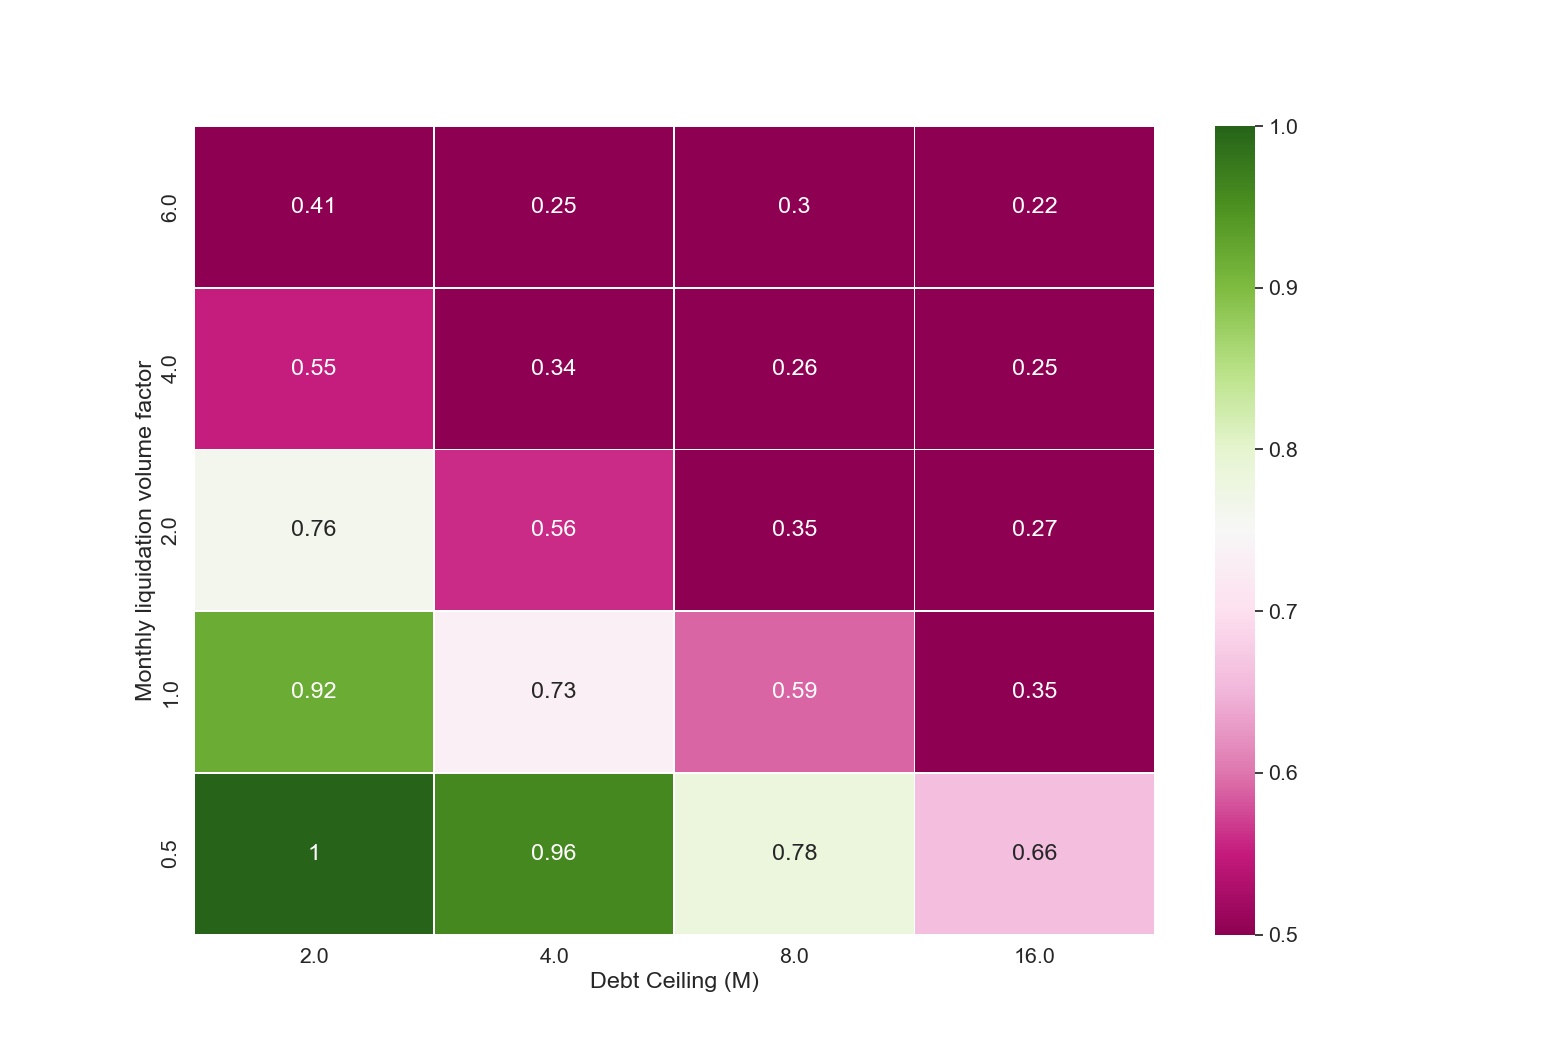 Monthly liquidation volume factor
6.0 0.41 0.25 0.3 0.22
4.0 0.55 0.34 0.26 0.25
2.0 0.76 0.56 0.35 0.27
1.0 0.92 0.73 0.59 0.35
0.5 1 0.96 0.78 0.66
2.0 4.0 8.0 16.0
Debt Ceiling (M)
1.0
0.9
0.8
0.7
0.6
0.5